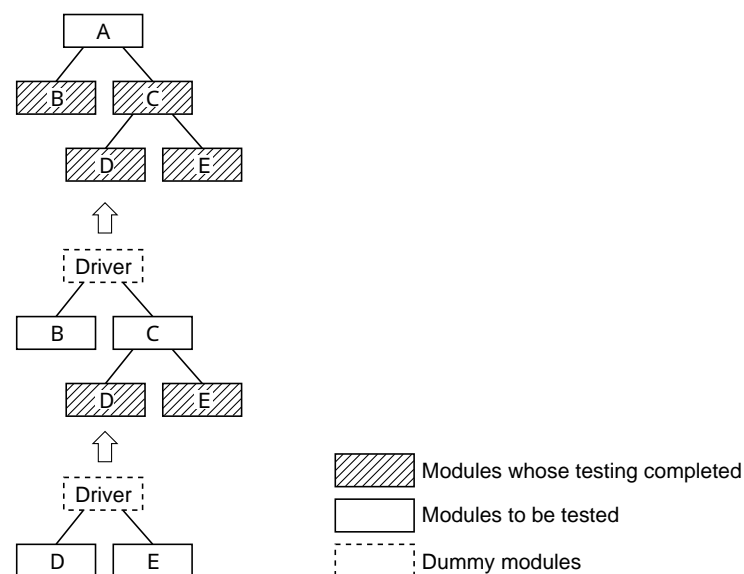 A
B C
D E
Driver
B C
D E
Driver
D E
Modules whose testing completed
Modules to be tested
Dummy modules